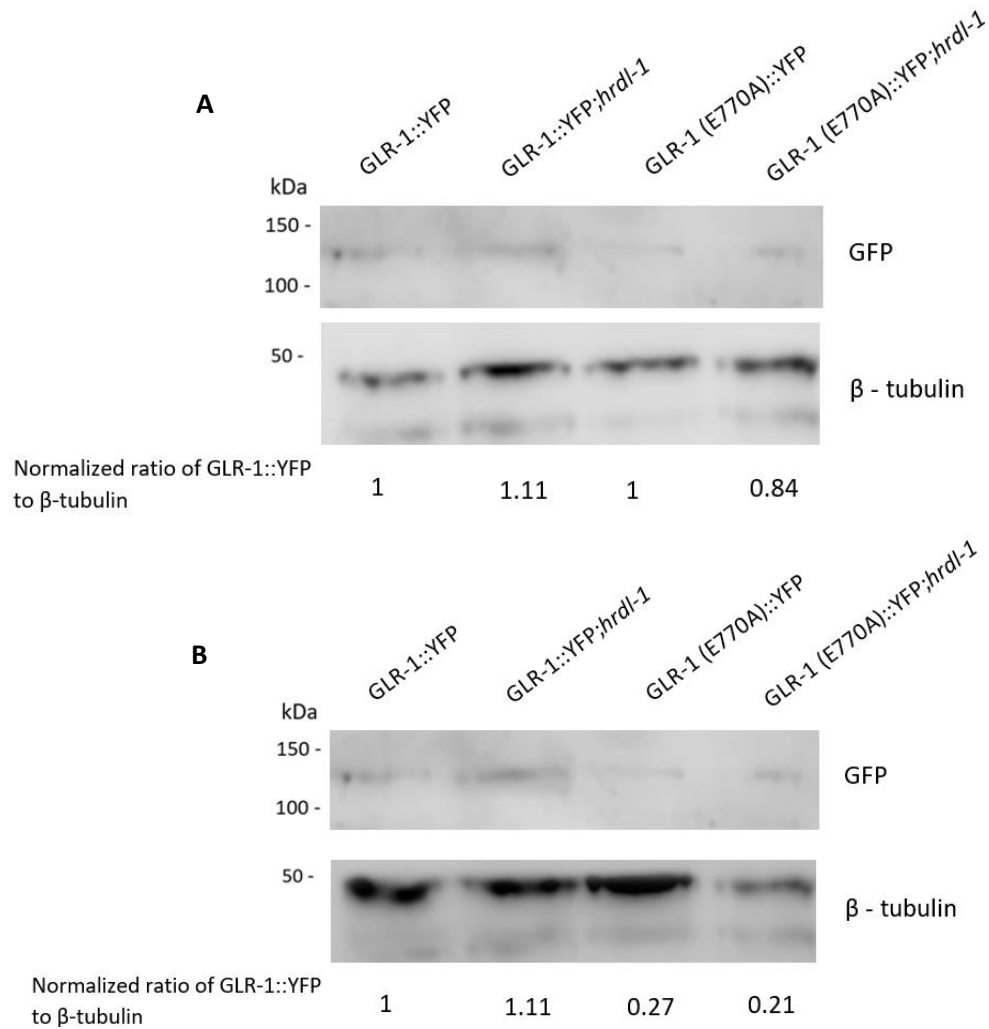 A
GLR-1::YFP
GLR-1::YFP;hrdl-1
GLR-1 (E770A)::YFP
GLR-1 (E770A)::YFP;hrdl-1
kDa
150 -
100 -
GFP
50 -
β - tubulin
Normalized ratio of GLR-1::YFP
to β-tubulin
1 1.11 1 0.84
B
GLR-1::YFP
GLR-1::YFP;hrdl-1
GLR-1 (E770A)::YFP
GLR-1 (E770A)::YFP;hrdl-1
kDa
150 -
100 -
GFP
50 -
β - tubulin
Normalized ratio of GLR-1::YFP
to β-tubulin
1 1.11 0.27 0.21